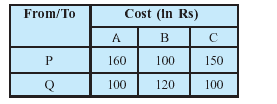 From/To Cost (in Rs)
A B C
P 160 100 150
Q 100 120 100